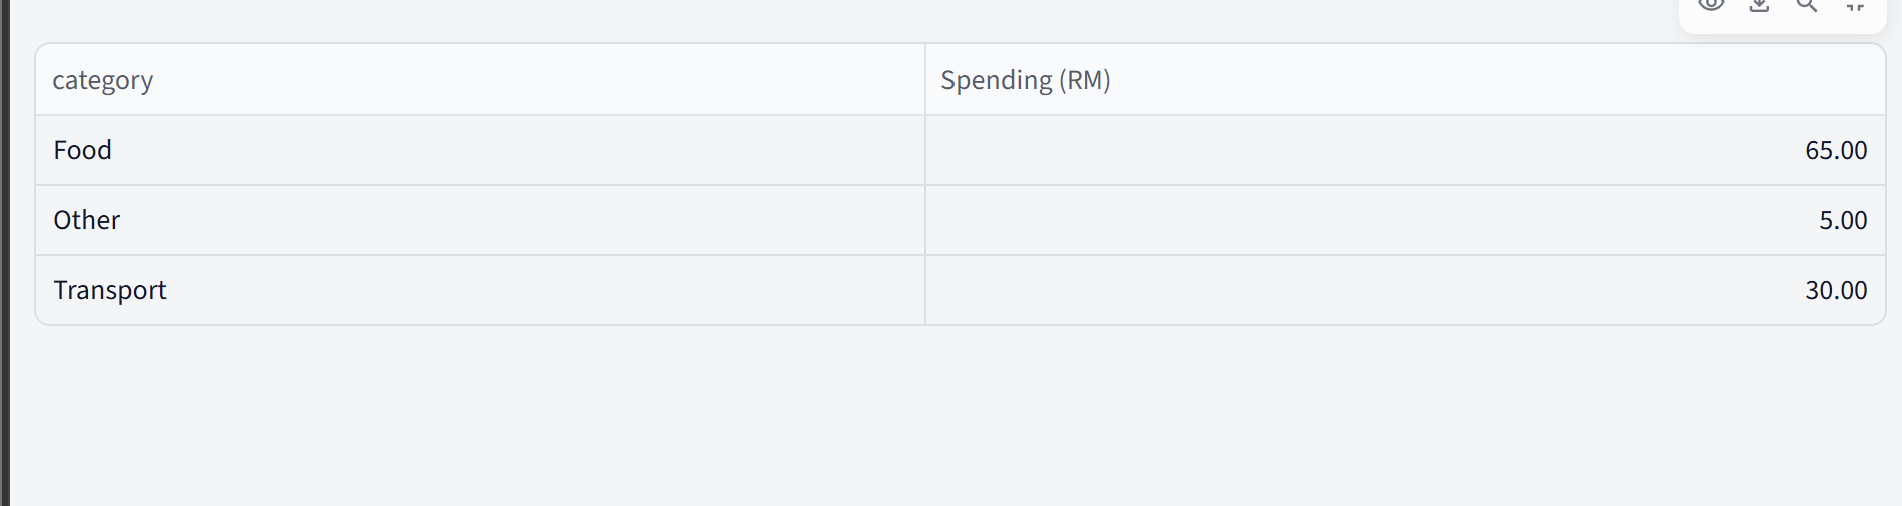 category Spending (RM)
Food 65.00
Other 5.00
Transport 30.00